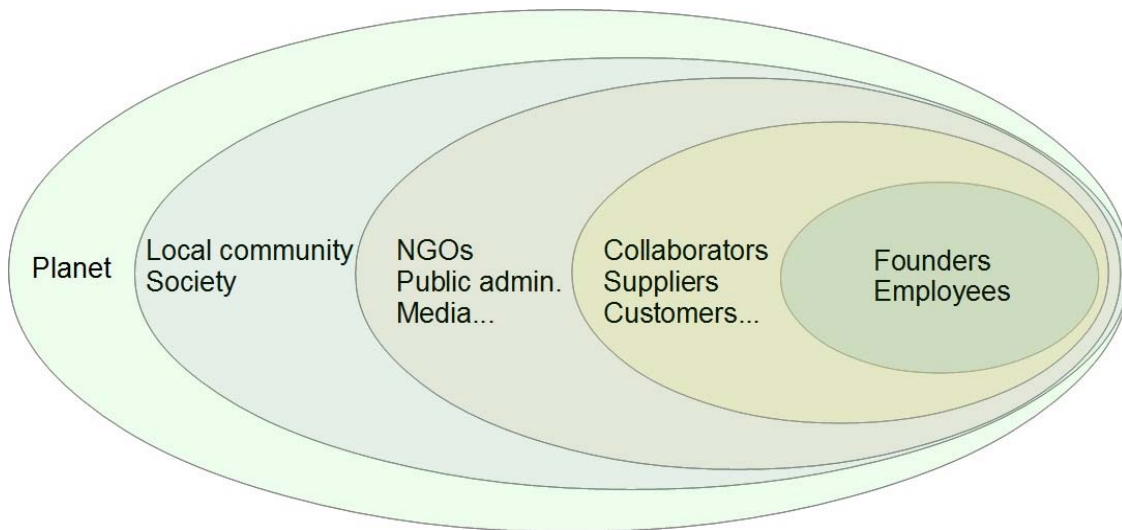 Planet
Local community
Society
NGOs
Public admin.
Media...
Collaborators
Suppliers
Customers...
Founders
Employees